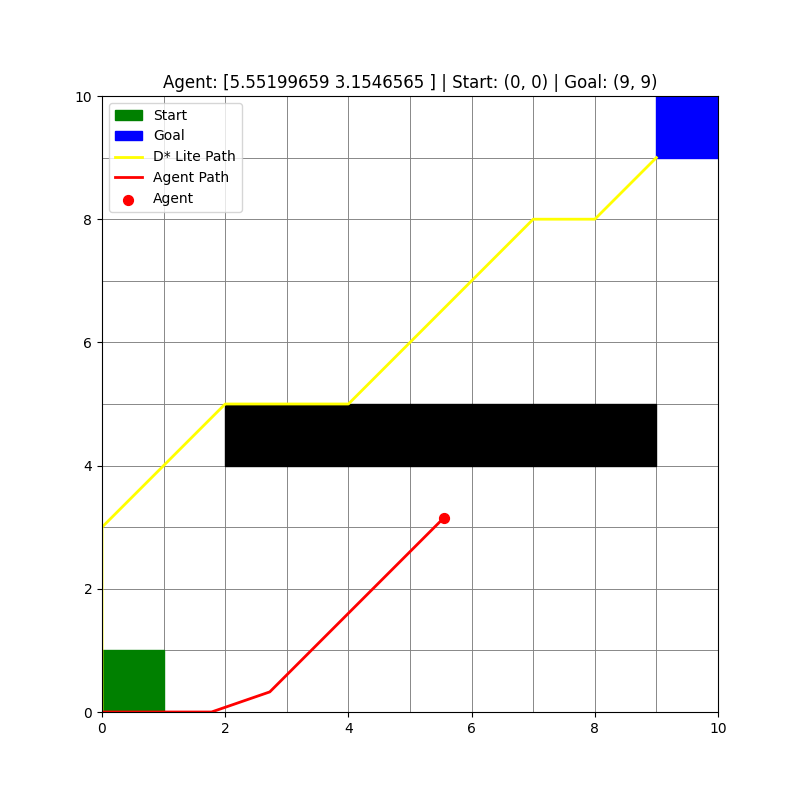 Agent: [5.55199659 3.1546565 ] | Start: (0, 0) | Goal: (9, 9)
Start
Goal
D* Lite Path
Agent Path
Agent
10
8
6
4
2
0
0 2 4 6 8 10